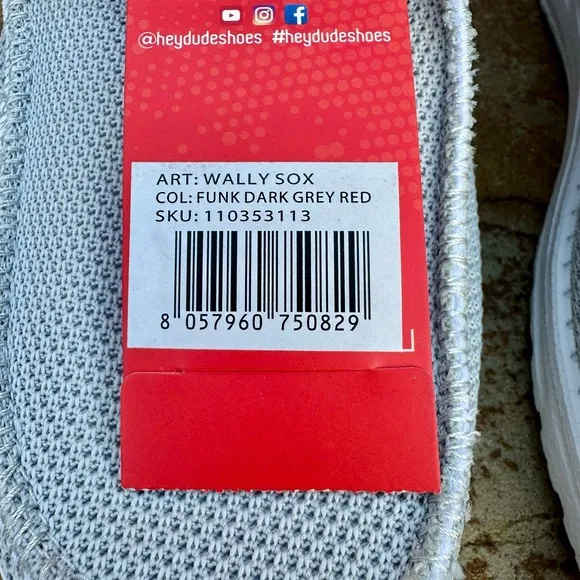 @heydudeshoes #heydudeshoes
ART: WALLY SOX
COL: FUNK DARK GREY RED
SKU: 110353113
8 057960 750829